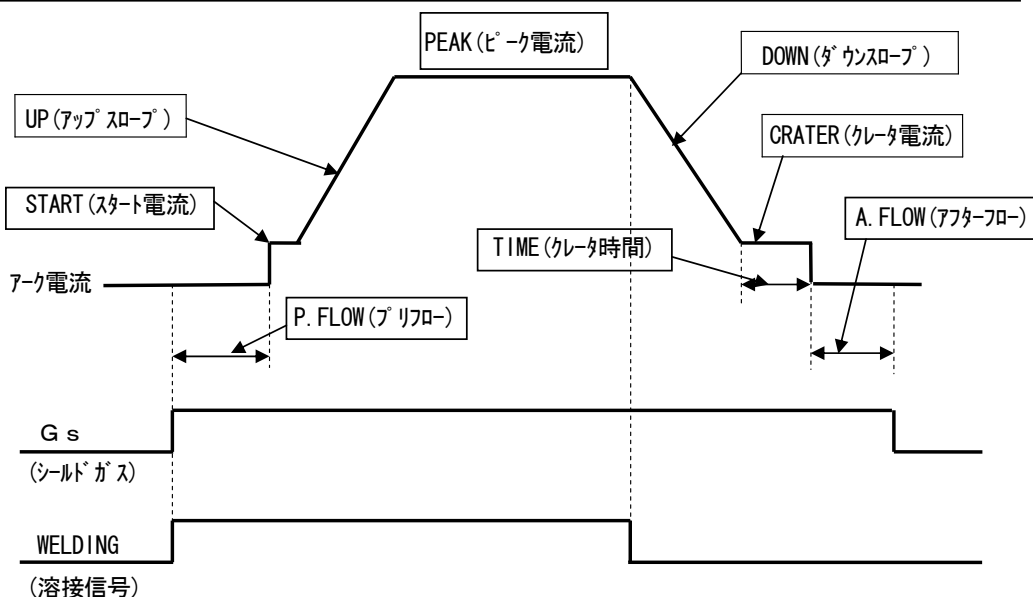 PEAK(ピーク電流)
DOWN(ダウンスロープ)
UP(アップスロープ)
CRATER(クレータ電流)
START(スタート電流)
A.FLOW(アフターフロー)
TIME(クレータ時間)
アーク電流
P.FLOW(プリフロー)
Gs
(シールドガス)
WELDING
(溶接信号)